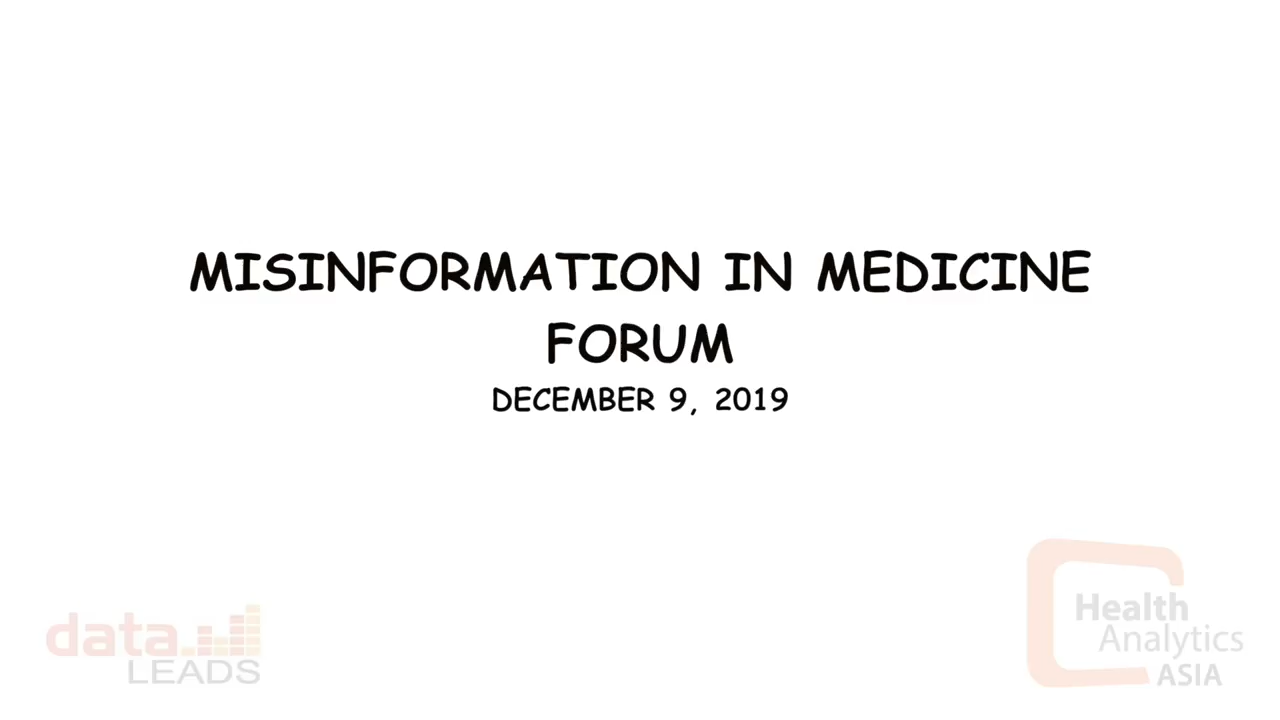 MISINFORMATION IN MEDICINE
FORUM
DECEMBER 9, 2019
data
LEADS
Health
Analytics
ASIA